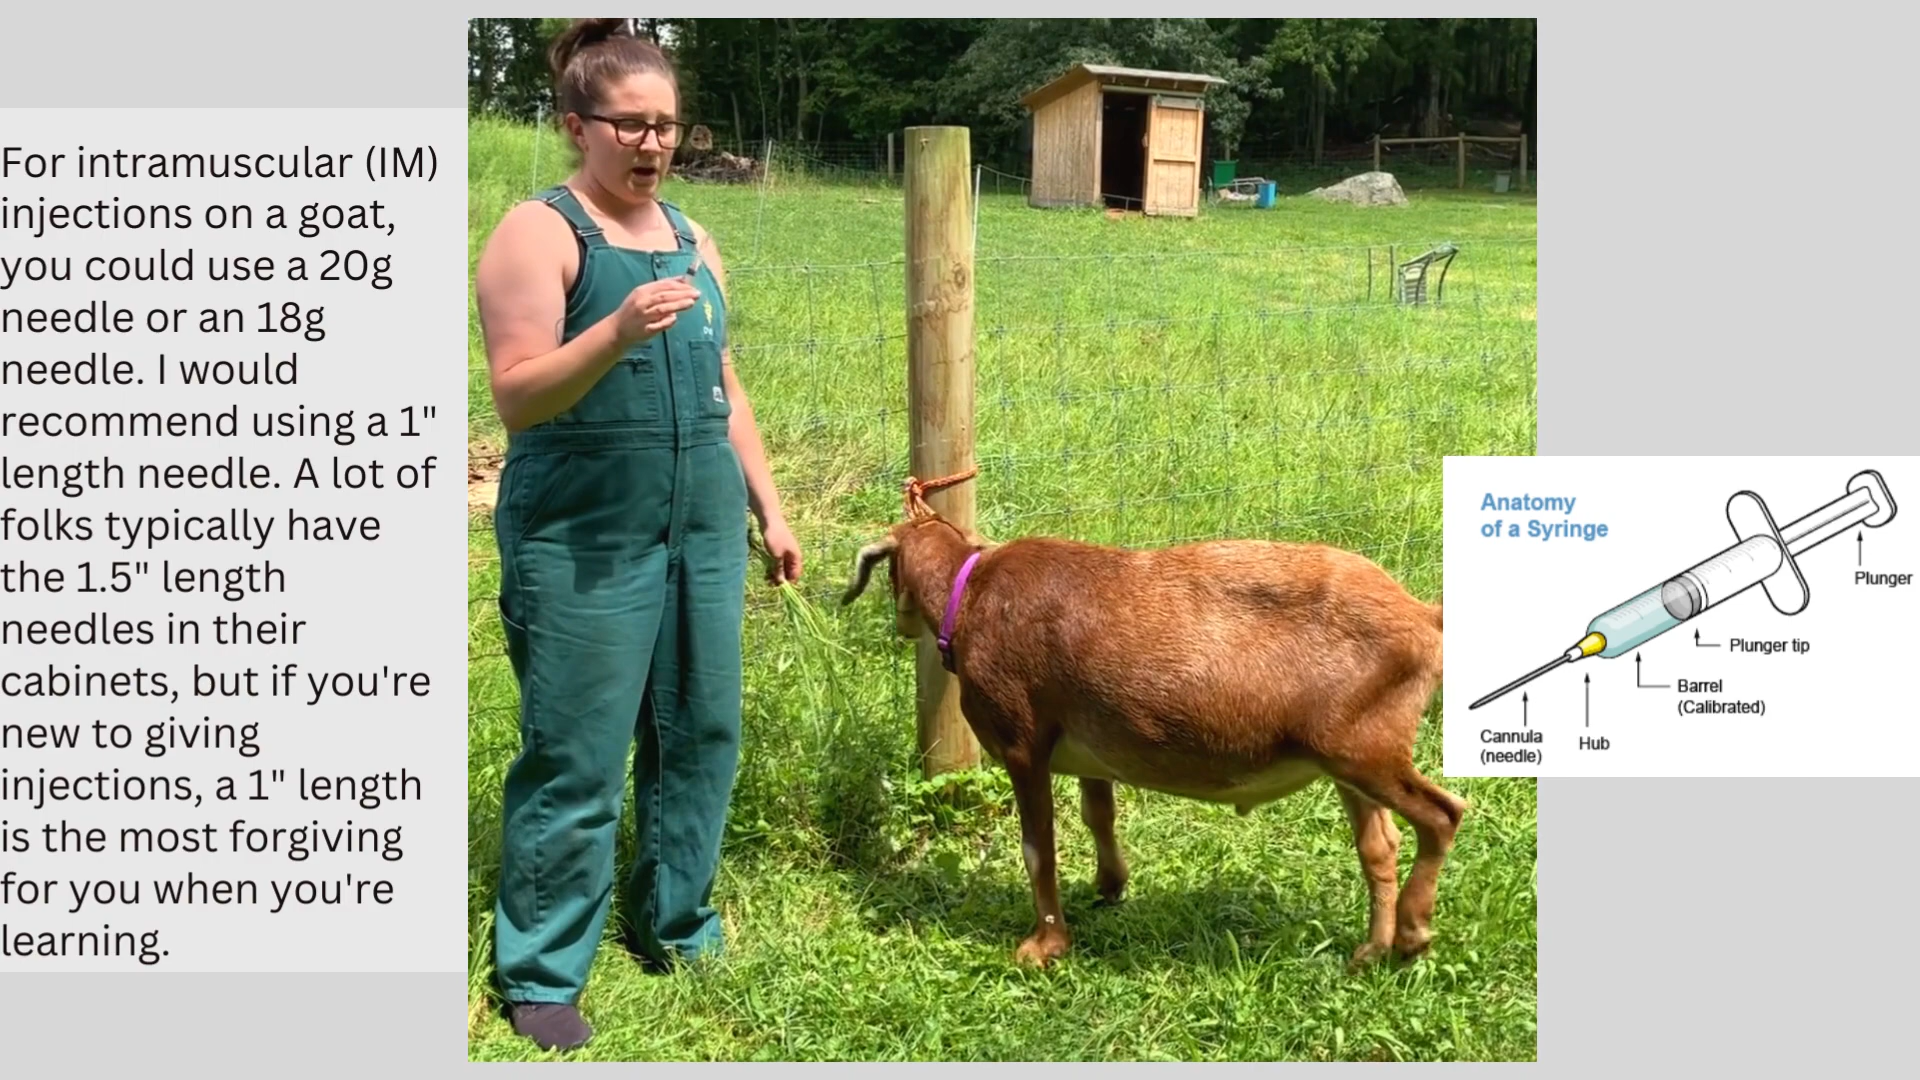 For intramuscular (IM)
injections on a goat,
you could use a 20g
needle or an 18g
needle. I would
recommend using a 1"
length needle. A lot of
folks typically have
the 1.5" length
needles in their
cabinets, but if you're
new to giving
injections, a 1" length
is the most forgiving
for you when you're
learning.
Anatomy
of a Syringe
Plunger
Plunger tip
Barrel
(Calibrated)
Hub
Cannula
(needle)